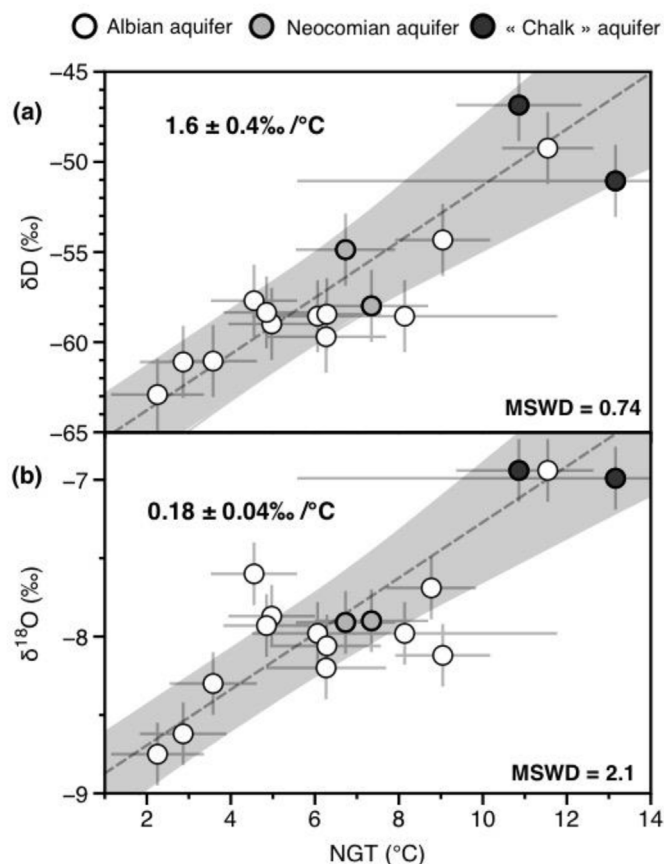 Albian aquifer Neocomian aquifer « Chalk » aquifer
(a)
1.6 ± 0.4‰ /°C
−45
−50
−55
−60
−65
δD (‰)
MSWD = 0.74
(b)
0.18 ± 0.04‰ /°C
−7
−8
−9
δ¹⁸O (‰)
MSWD = 2.1
2 4 6 8 10 12 14
NGT (°C)